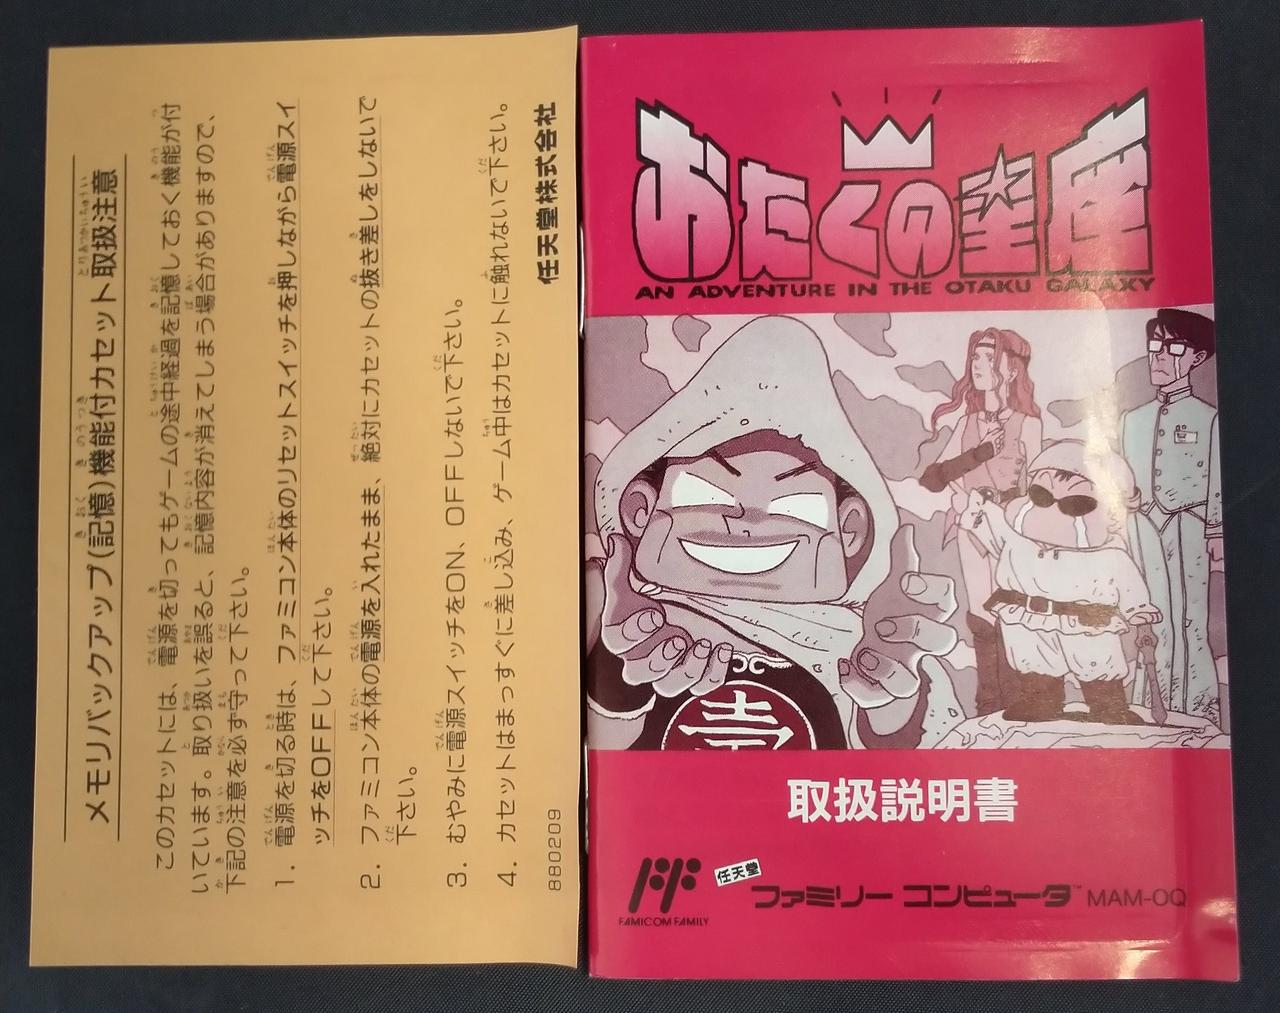 メモリバックアップ(記憶)機能付カセット取扱注意
このカセットには、電源を切ってもゲームの途中経過を記憶しておく機能が付
いています。取り扱いを誤ると、記憶内容が消えてしまう場合がありますので、
下記の注意を必ず守って下さい。
1. 電源を切る時は、ファミコン本体のリセットスイッチを押しながら電源スイ
ッチをOFFして下さい。
2. ファミコン本体の電源を入れたまま、絶対にカセットの抜き差しをしないで
下さい。
3. むやみに電源スイッチをON、OFFしないで下さい。
4. カセットはまっすぐに差し込み、ゲーム中はカセットに触れないで下さい。
880209
任天堂株式会社
おたくの星座
AN ADVENTURE IN THE OTAKU GALAXY
壱
取扱説明書
FF
FAMICOM FAMILY
任天堂
ファミリー コンピュータ™ MAM-OQ